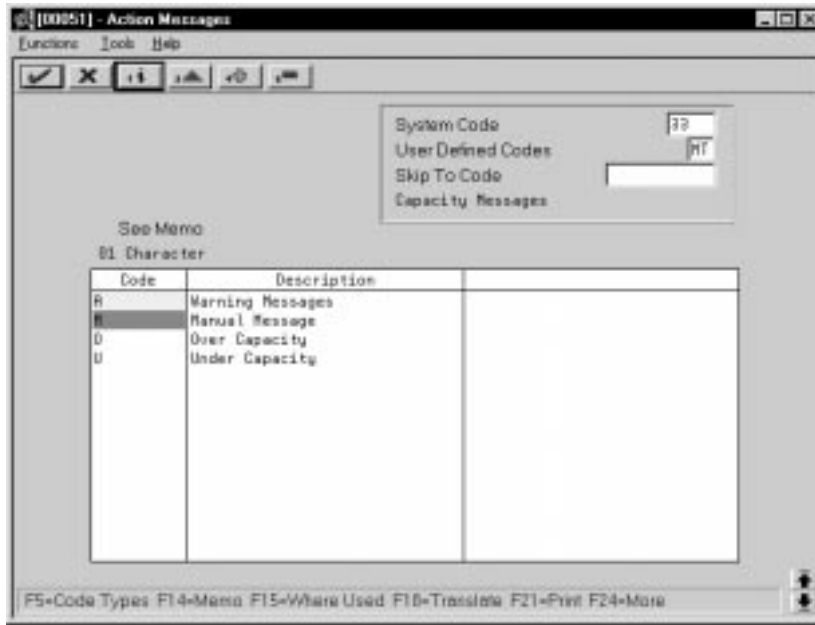 [00051] - Action Messages
Functions Tools Help
System Code 33
User Defined Codes MT
Skip To Code
Capacity Messages
See Memo
01 Character
Code Description
A Warning Messages
M Manual Message
O Over Capacity
U Under Capacity
F5=Code Types F14=Memo F15=Where Used F18=Translate F21=Print F24=More